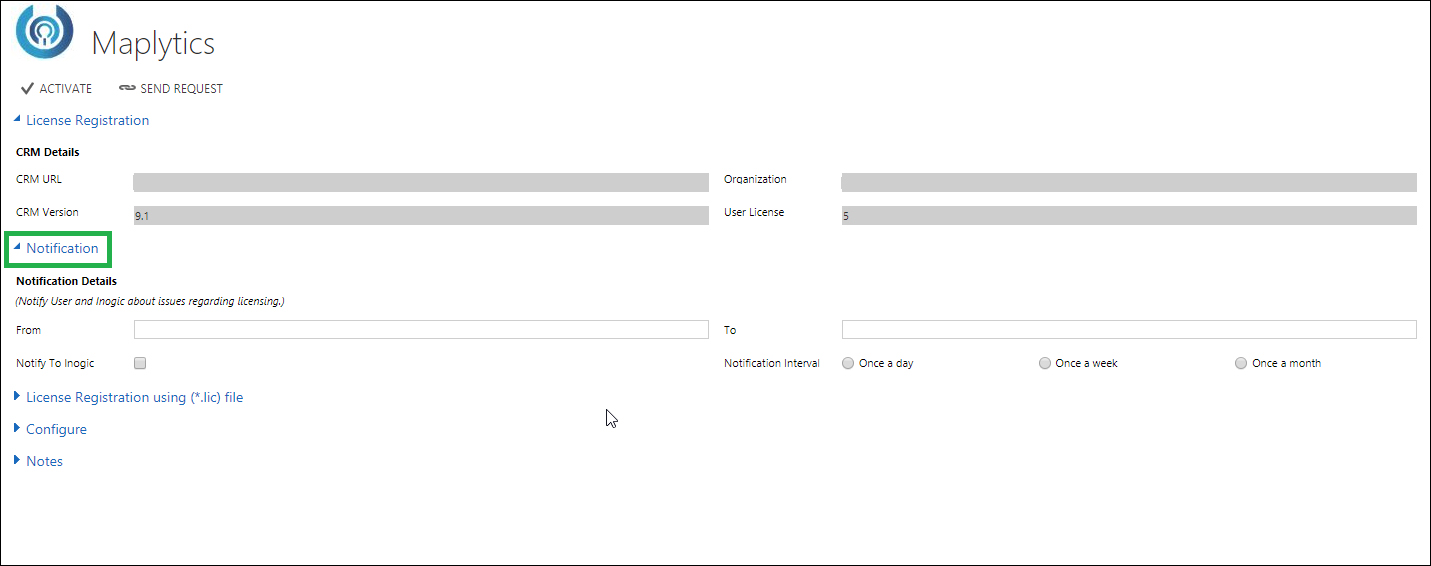 Maplytics
ACTIVATE SEND REQUEST
License Registration
CRM Details
CRM URL Organization
CRM Version 9.1 User License 5
Notification
Notification Details
(Notify User and Inogic about issues regarding licensing.)
From To
Notify To Inogic Notification Interval Once a day Once a week Once a month
License Registration using (*.lic) file
Configure
Notes